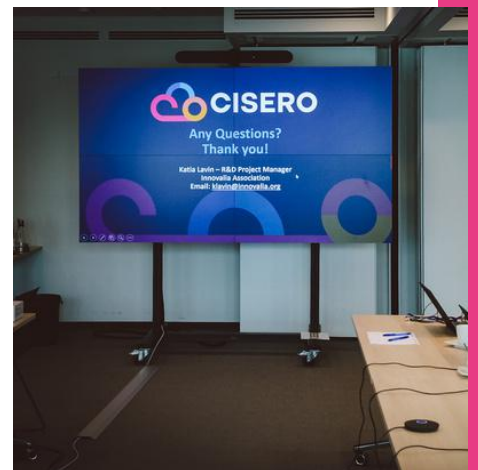 CISERO
Any Questions?
Thank you!
Katia Lavin – R&D Project Manager
Innovalia Association
Email: klavin@innovalia.org